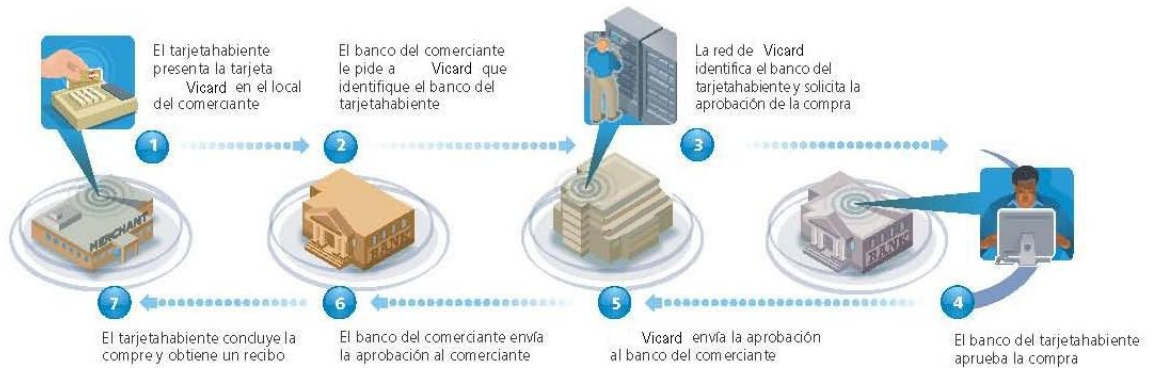 El tarjetahabiente
presenta la tarjeta
Vicard en el local
del comerciante
El banco del comerciante
le pide a Vicard que
identifique el banco del
tarjetahabiente
La red de Vicard
identifica el banco del
tarjetahabiente y solicita la
aprobación de la compra
1
2
3
MERCHANT
BANK
BANK
7
6
5
4
El tarjetahabiente concluye la
compre y obtiene un recibo
El banco del comerciante envía
la aprobación al comerciante
Vicard envía la aprobación
al banco del comerciante
El banco del tarjetahabiente
aprueba la compra